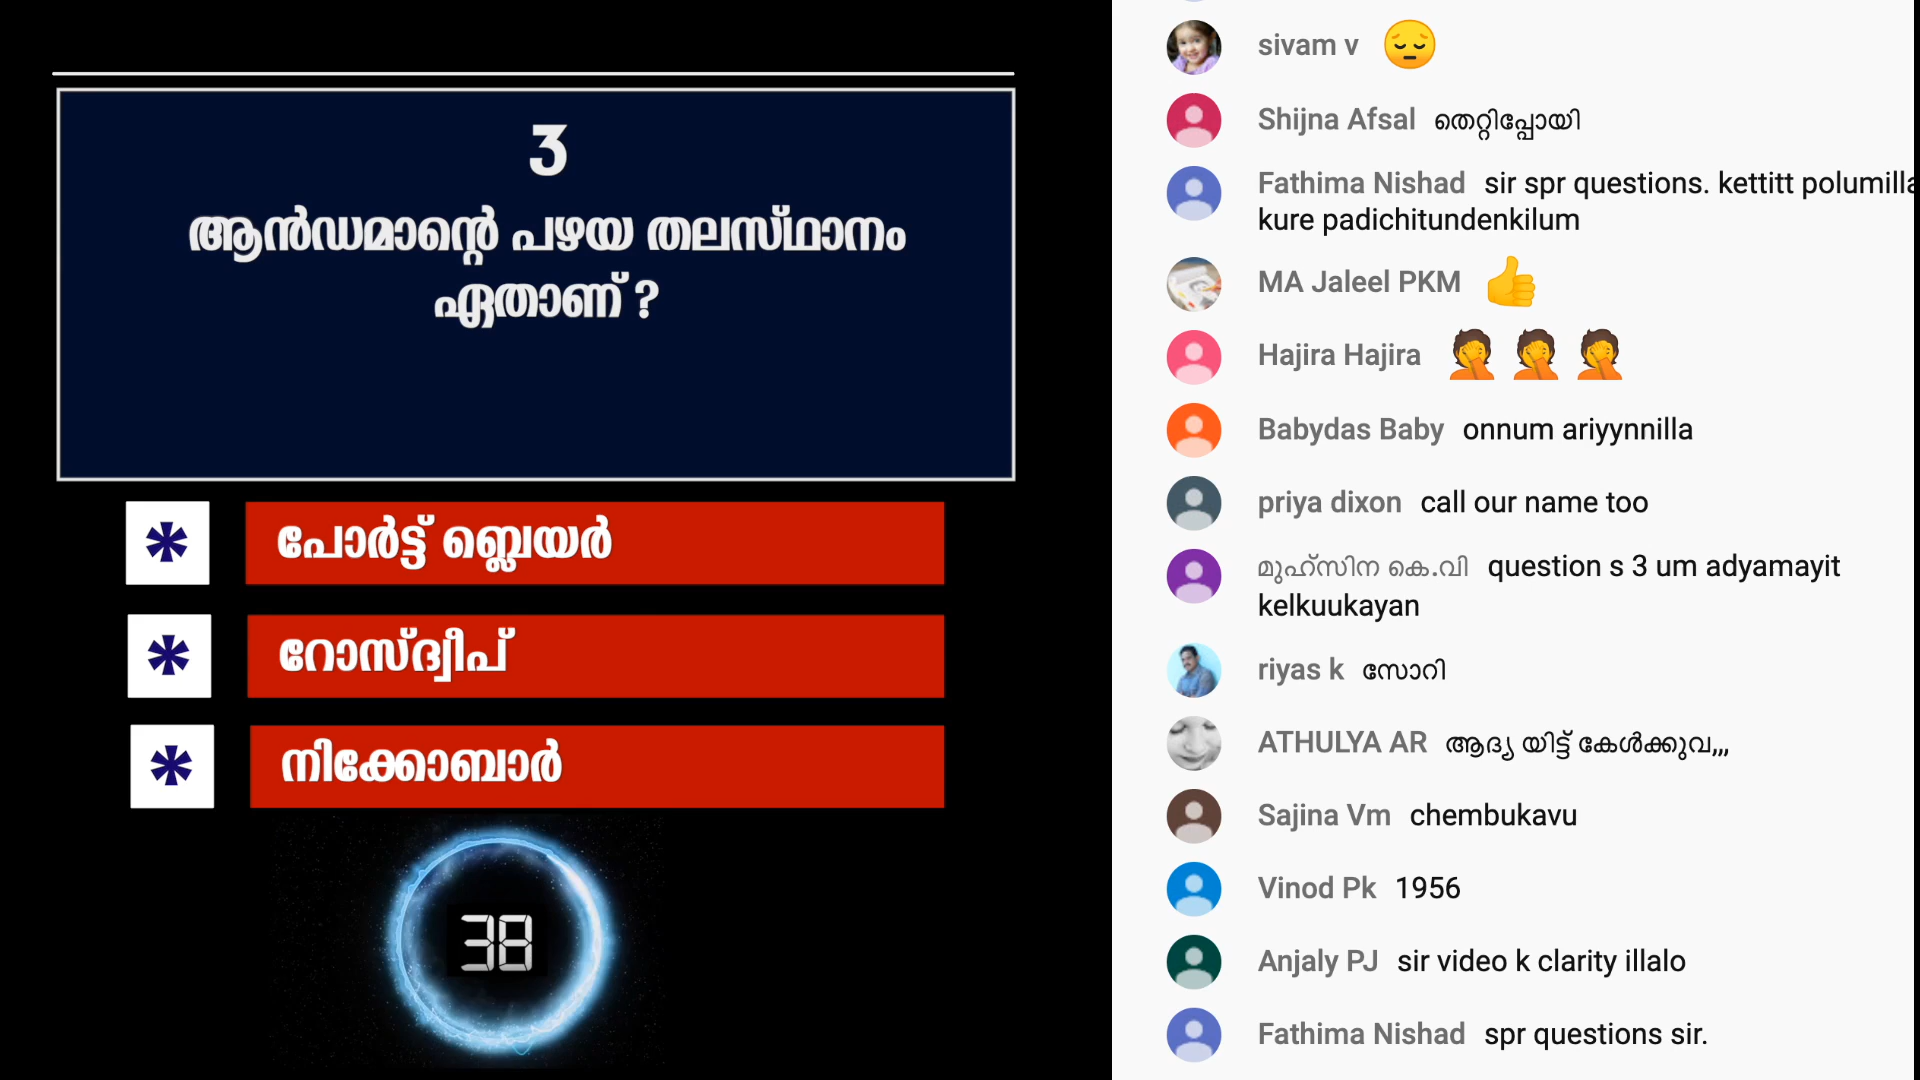 3
ആൻഡമാന്റെ പഴയ തലസ്ഥാനം
ഏതാണ് ?
* പോർട്ട് ബ്ലെയർ
* റോസ്ദ്വീപ്
* നിക്കോബാർ
38
sivam v 😔
Shijna Afsal തെറ്റിപ്പോയി
Fathima Nishad sir spr questions. kettitt polumilla
kure padichitundenkilum
MA Jaleel PKM 👍
Hajira Hajira 🤦 🤦 🤦
Babydas Baby onnum ariyynnilla
priya dixon call our name too
മുഹ്സിന കെ.വി question s 3 um adyamayit
kelkuukayan
riyas k സോറി
ATHULYA AR ആദ്യ യിട്ട് കേൾക്കുവ,,,
Sajina Vm chembukavu
Vinod Pk 1956
Anjaly PJ sir video k clarity illalo
Fathima Nishad spr questions sir.